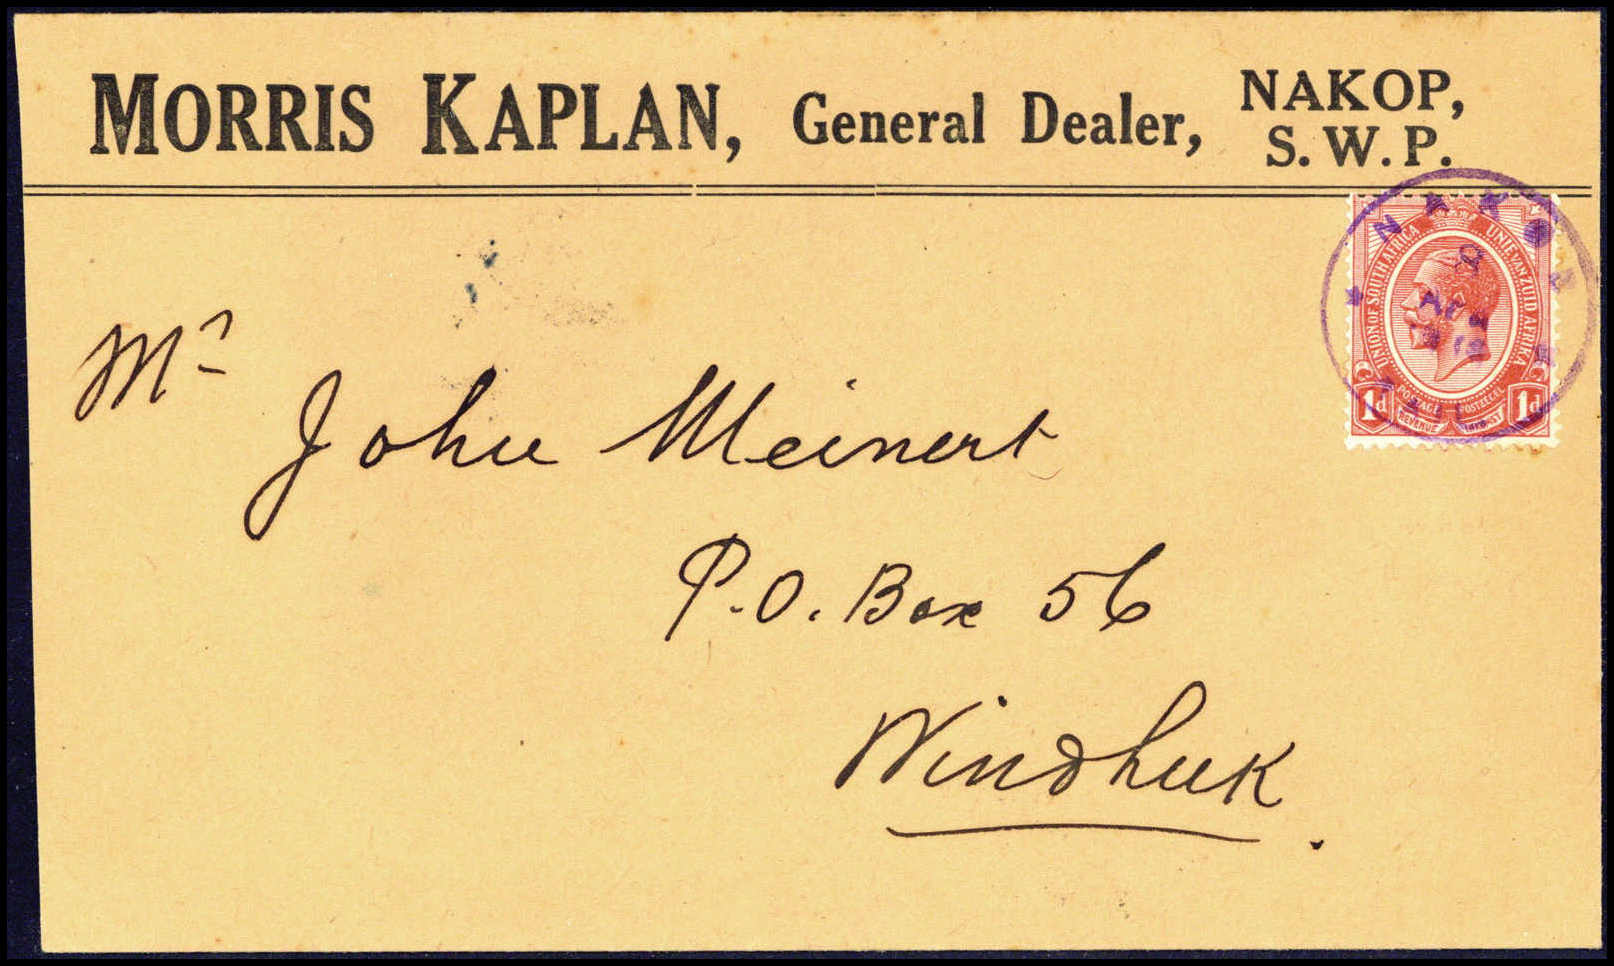 MORRIS KAPLAN, General Dealer, NAKOP,
S. W. P.
NAKOP
UNION OF SOUTH AFRICA UNIE VAN ZUID AFRIKA
1d POSTAGE REVENUE POSTZEGEL INKOMST 1d
Mr
John Meinert
P.O. Box 56
Windhuk.